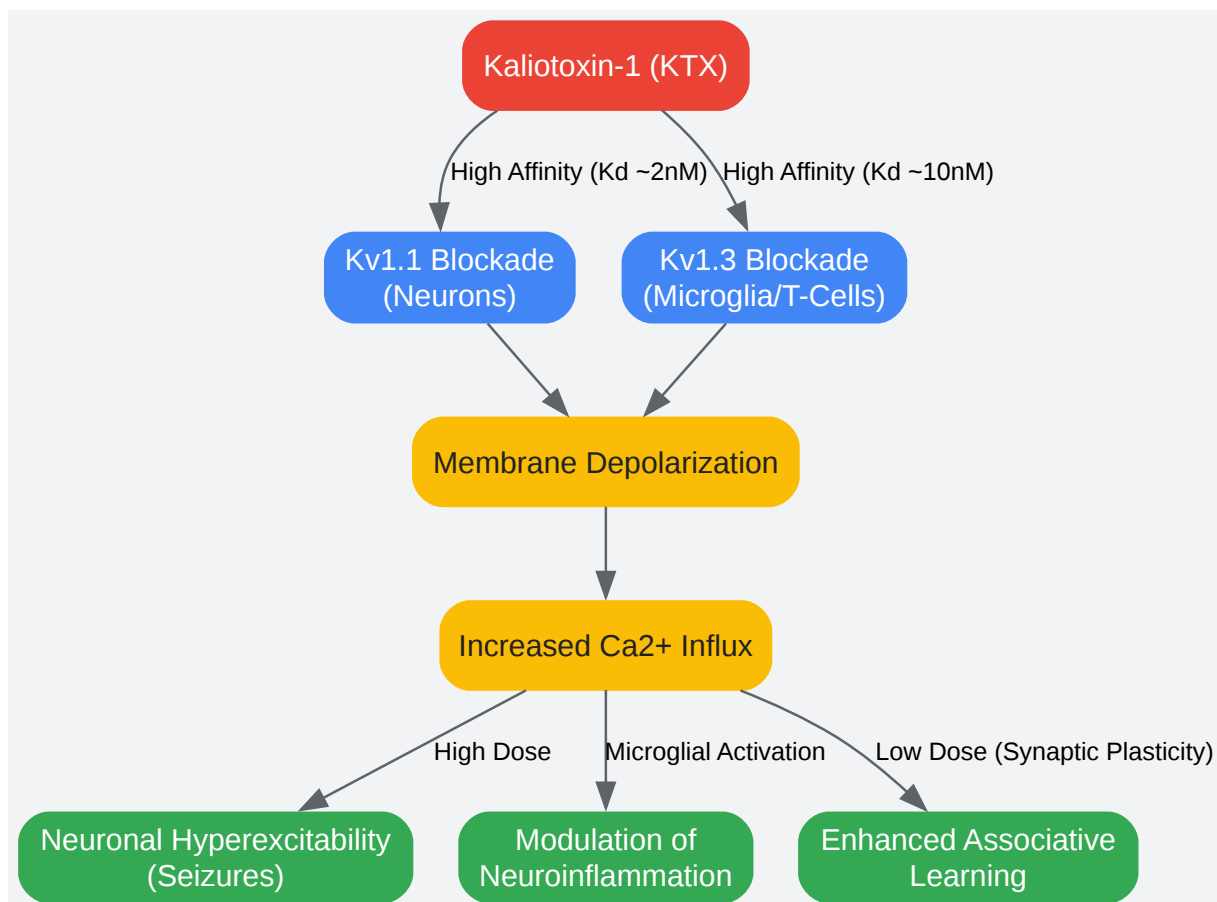 Kaliotoxin-1 (KTX)
High Affinity (Kd ~2nM)
High Affinity (Kd ~10nM)
Kv1.1 Blockade
(Neurons)
Kv1.3 Blockade
(Microglia/T-Cells)
Membrane Depolarization
Increased Ca2+ Influx
High Dose
Microglial Activation
Low Dose (Synaptic Plasticity)
Neuronal Hyperexcitability
(Seizures)
Modulation of
Neuroinflammation
Enhanced Associative
Learning